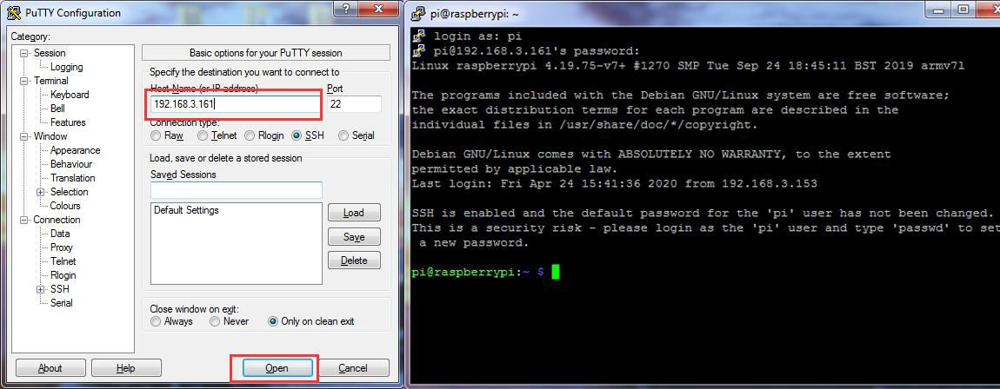 PuTTY Configuration
?
X
Category:
Session
Logging
Terminal
Keyboard
Bell
Features
Window
Appearance
Behaviour
Translation
Selection
Colours
Connection
Data
Proxy
Telnet
Rlogin
SSH
Serial
Basic options for your PuTTY session
Specify the destination you want to connect to
Host Name (or IP address)
Port
192.168.3.161
22
Connection type:
Raw
Telnet
Rlogin
SSH
Serial
Load, save or delete a stored session
Saved Sessions
Default Settings
Load
Save
Delete
Close window on exit:
Always
Never
Only on clean exit
About
Help
Open
Cancel
pi@raspberrypi: ~
login as: pi
pi@192.168.3.161's password:
Linux raspberrypi 4.19.75-v7+ #1270 SMP Tue Sep 24 18:45:11 BST 2019 armv7l
The programs included with the Debian GNU/Linux system are free software;
the exact distribution terms for each program are described in the
individual files in /usr/share/doc/*/copyright.
Debian GNU/Linux comes with ABSOLUTELY NO WARRANTY, to the extent
permitted by applicable law.
Last login: Fri Apr 24 15:41:36 2020 from 192.168.3.153
SSH is enabled and the default password for the 'pi' user has not been changed.
This is a security risk - please login as the 'pi' user and type 'passwd' to set
a new password.
pi@raspberrypi:~ $